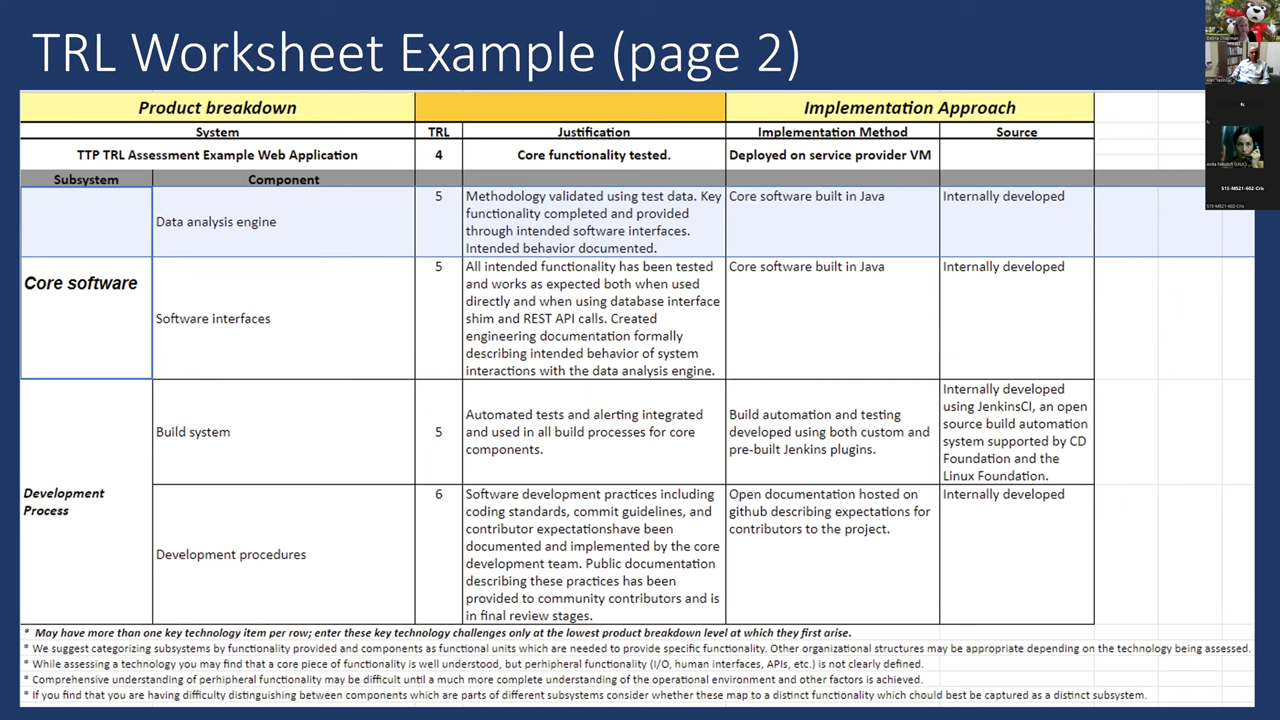 TRL Worksheet Example (page 2)
Product breakdown
Implementation Approach
System
TRL
Justification
Implementation Method
Source
TTP TRL Assessment Example Web Application
4
Core functionality tested.
Deployed on service provider VM
Subsystem
Component
Core software
Data analysis engine
5
Methodology validated using test data. Key
functionality completed and provided
through intended software interfaces.
Intended behavior documented.
Core software built in Java
Internally developed
Software interfaces
5
All intended functionality has been tested
and works as expected both when used
directly and when using database interface
shim and REST API calls. Created
engineering documentation formally
describing intended behavior of system
interactions with the data analysis engine.
Core software built in Java
Internally developed
Development
Process
Build system
5
Automated tests and alerting integrated
and used in all build processes for core
components.
Build automation and testing
developed using both custom and
pre-built Jenkins plugins.
Internally developed
using JenkinsCI, an open
source build automation
system supported by CD
Foundation and the
Linux Foundation.
Development procedures
6
Software development practices including
coding standards, commit guidelines, and
contributor expectationshave been
documented and implemented by the core
development team. Public documentation
describing these practices has been
provided to community contributors and is
in final review stages.
Open documentation hosted on
github describing expectations for
contributors to the project.
Internally developed
* May have more than one key technology item per row; enter these key technology challenges only at the lowest product breakdown level at which they first arise.
* We suggest categorizing subsystems by functionality provided and components as functional units which are needed to provide specific functionality. Other organizational structures may be appropriate depending on the technology being assessed.
* While assessing a technology you may find that a core piece of functionality is well understood, but perhipheral functionality (I/O, human interfaces, APIs, etc.) is not clearly defined.
* Comprehensive understanding of perhipheral functionality may be difficult until a much more complete understanding of the operational environment and other factors is achieved.
* If you find that you are having difficulty distinguishing between components which are parts of different subsystems consider whether these map to a distinct functionality which chould best be captured as a distinct subsystem.
Debra Chapman
fc
fc
Anita Nikolich (UIUC)
515-MS21-602-Cris
515-MS21-602-Cris